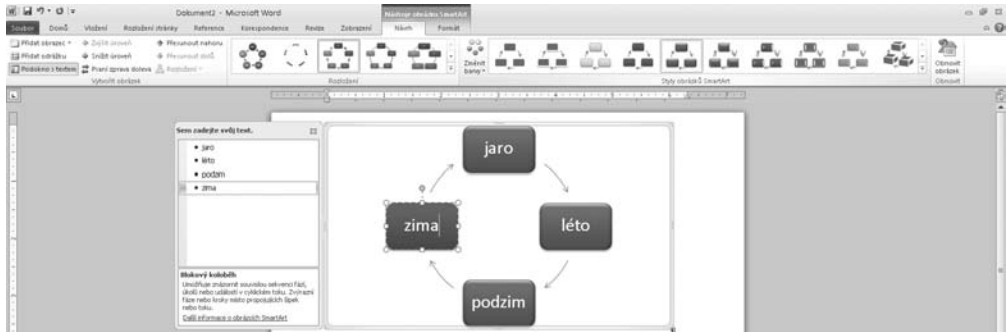 Dokument2 - Microsoft Word
Nástroje obrázku SmartArt
Soubor Domů Vložení Rozložení stránky Reference Korespondence Revize Zobrazení Návrh Formát
Přidat obrazec Zvýšit úroveň Přesunout nahoru
Přidat odrážku Snížit úroveň Přesunout dolů
Podokno s textem Psaní zprava doleva Rozložení
Změnit barvy
Obnovit obrázek
Vytvořit obrázek Rozložení Styly obrázků SmartArt Obnovit
Sem zadejte svůj text.
jaro
léto
podzim
zima
Blokový koloběh
Umožňuje znázornit souvislou sekvenci fází,
úkolů nebo událostí v cyklickém toku. Zvýrazní
fáze nebo kroky místo propojujících šipek
nebo toku.
Další informace o obrázcích SmartArt
jaro
zima
léto
podzim